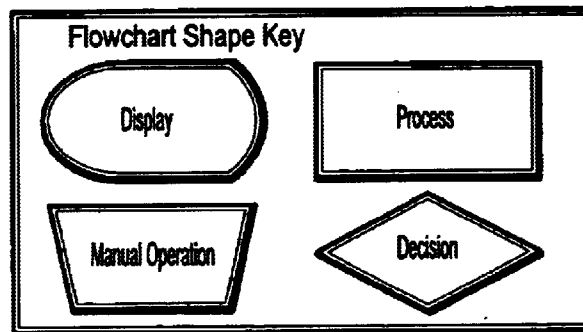 Flowchart Shape Key
Display
Process
Manual Operation
Decision